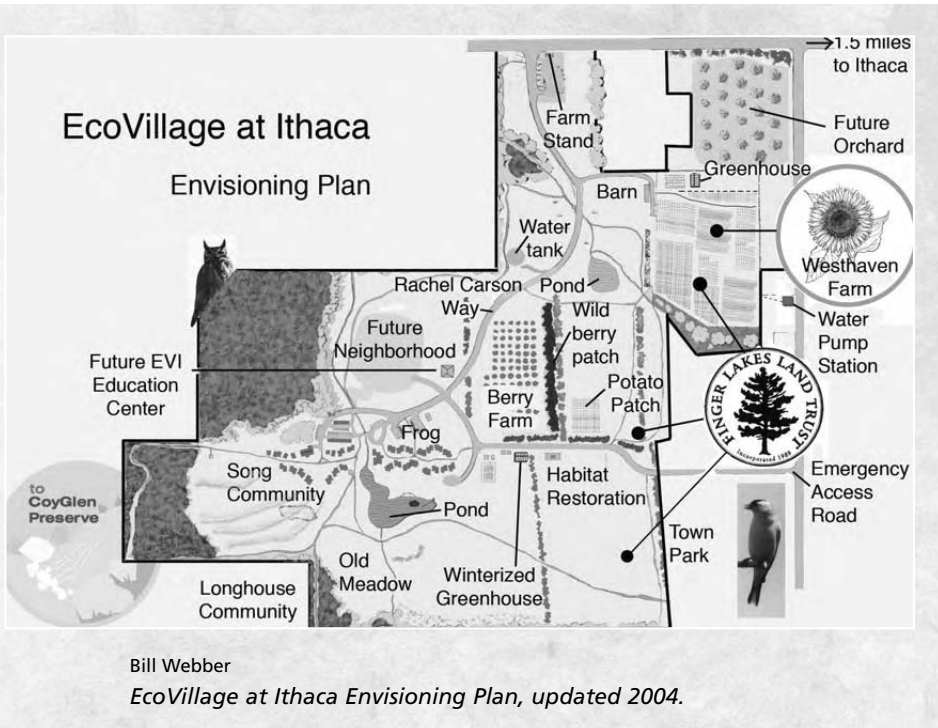 EcoVillage at Ithaca
Envisioning Plan
1.5 miles
to Ithaca
Farm
Stand
Future
Orchard
Greenhouse
Barn
Westhaven
Farm
Water
tank
Rachel Carson
Way
Pond
Wild
berry
patch
Water
Pump
Station
Future
Neighborhood
Future EVI
Education
Center
Berry
Farm
Potato
Patch
FINGER LAKES LAND TRUST
Incorporated 1989
Frog
Song
Community
Habitat
Restoration
Emergency
Access
Road
to
CoyGlen
Preserve
Pond
Town
Park
Old
Meadow
Winterized
Greenhouse
Longhouse
Community
Bill Webber
EcoVillage at Ithaca Envisioning Plan, updated 2004.